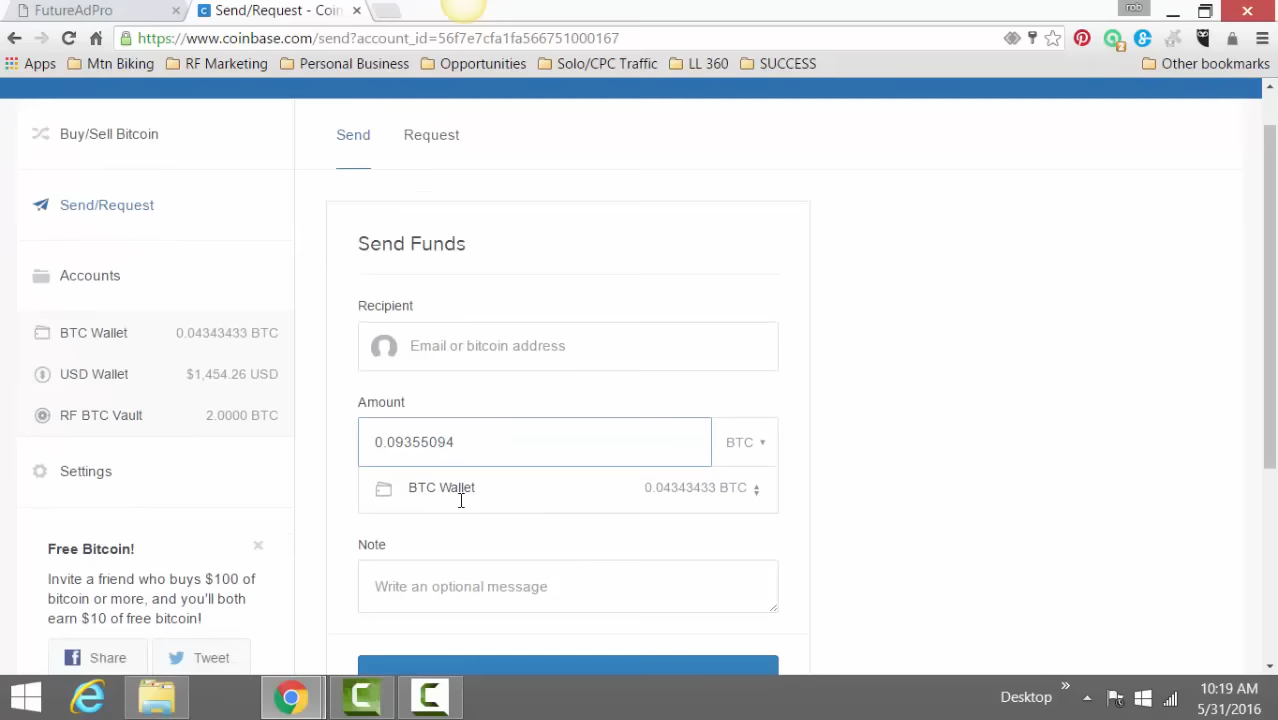 FutureAdPro
Send/Request - Coin
rob
https://www.coinbase.com/send?account_id=56f7e7cfa1fa566751000167
Apps Mtn Biking RF Marketing Personal Business Opportunities Solo/CPC Traffic LL 360 SUCCESS Other bookmarks
Buy/Sell Bitcoin
Send/Request
Accounts
BTC Wallet 0.04343433 BTC
USD Wallet $1,454.26 USD
RF BTC Vault 2.0000 BTC
Settings
Free Bitcoin!
Invite a friend who buys $100 of
bitcoin or more, and you'll both
earn $10 of free bitcoin!
Share Tweet
Send Request
Send Funds
Recipient
Email or bitcoin address
Amount
0.09355094 BTC
BTC Wallet 0.04343433 BTC
Note
Write an optional message
Desktop
10:19 AM
5/31/2016